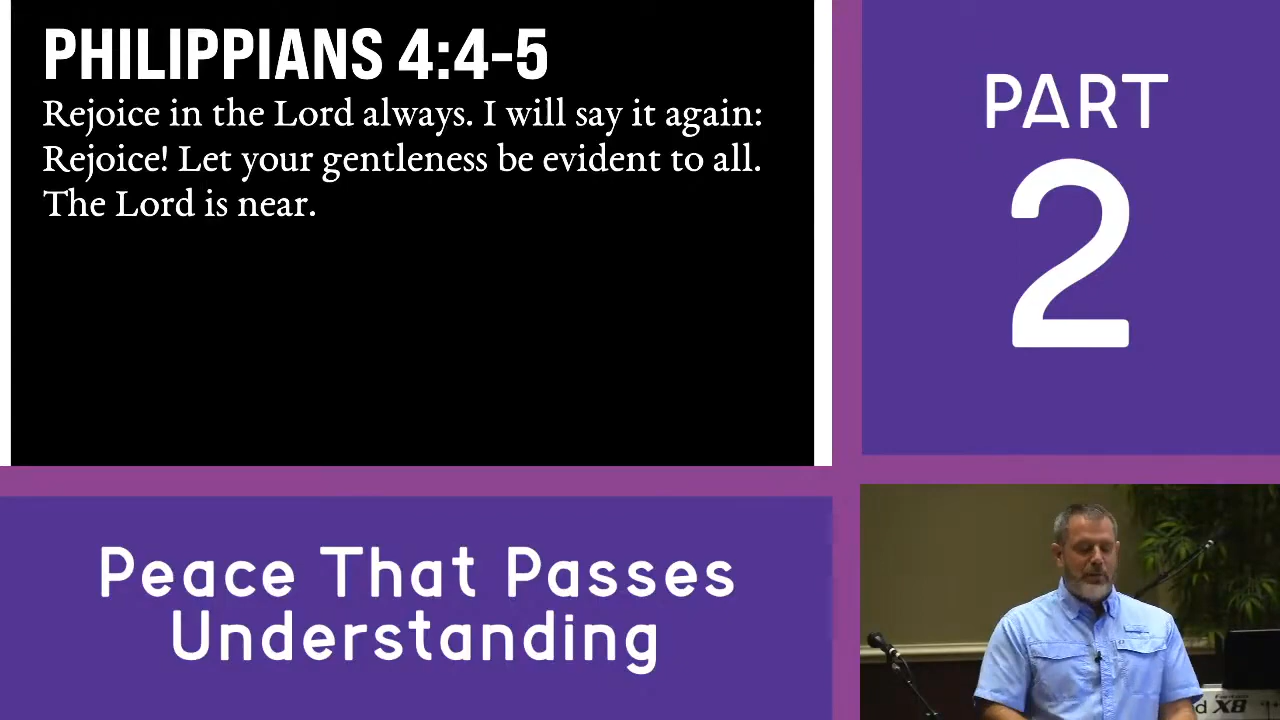 PHILIPPIANS 4:4-5
Rejoice in the Lord always. I will say it again:
Rejoice! Let your gentleness be evident to all.
The Lord is near.
PART
2
Peace That Passes
Understanding
X8